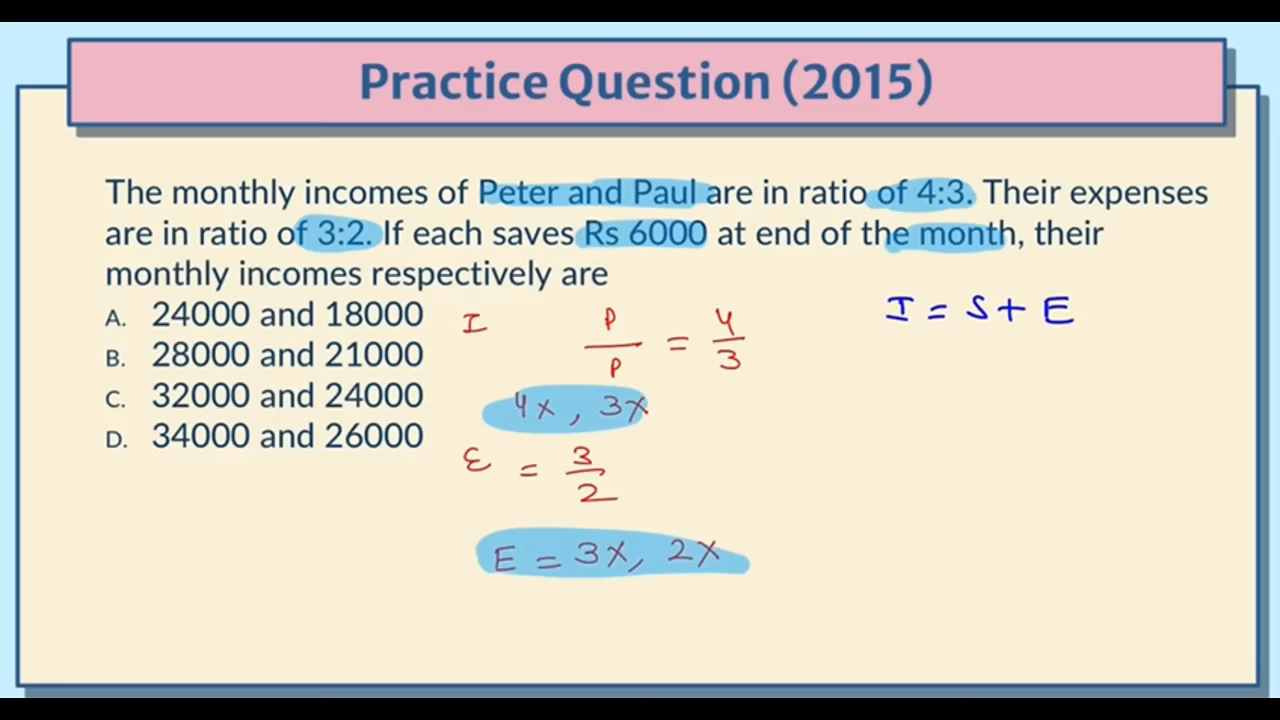 Practice Question (2015)
The monthly incomes of Peter and Paul are in ratio of 4:3. Their expenses
are in ratio of 3:2. If each saves Rs 6000 at end of the month, their
monthly incomes respectively are
A. 24000 and 18000
B. 28000 and 21000
C. 32000 and 24000
D. 34000 and 26000
I = S + E
I P/P = 4/3
4x, 3x
E = 3/2
E = 3x, 2x